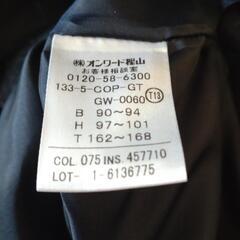 ㈱オンワード樫山
お客様相談室
0120-58-6300
133-5-COP-GT
GW-0060 T13
B 90～94
H 97～101
T 162～168
COL 075 INS. 457710
LOT- 1-6136775